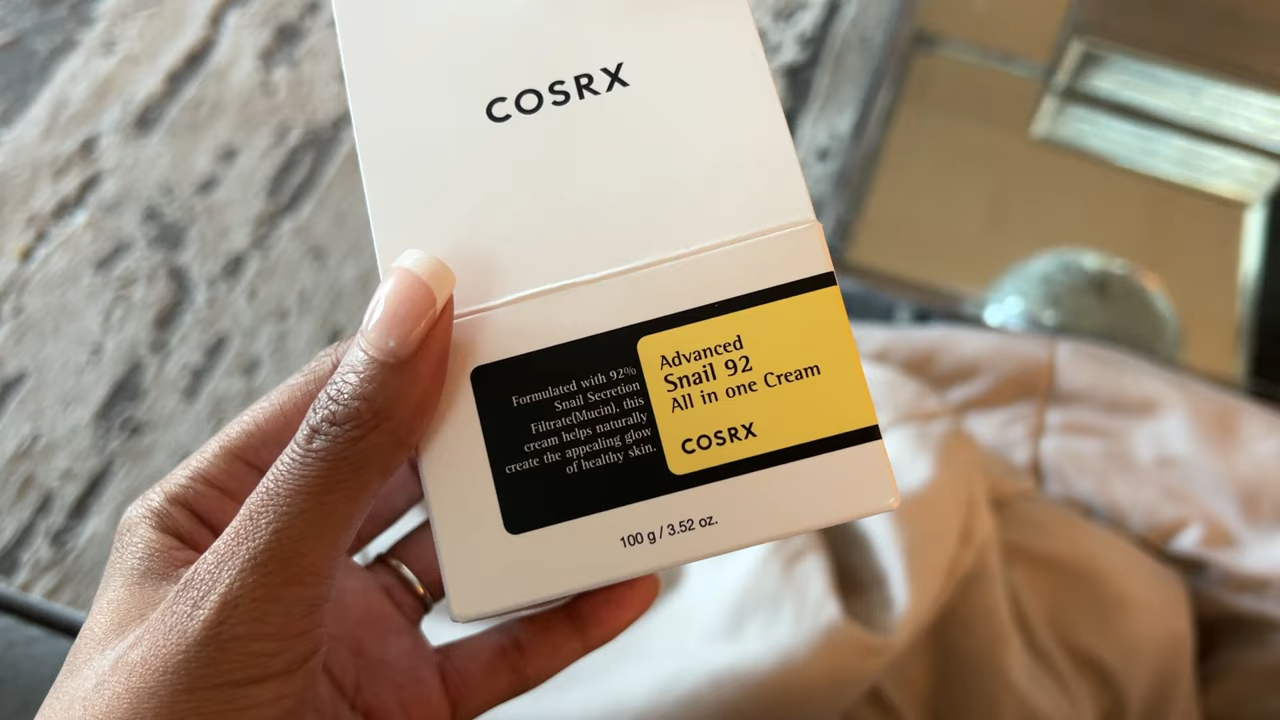 COSRX
Formulated with 92%
Snail Secretion
Filtrate(Mucin), this
cream helps naturally
create the appealing glow
of healthy skin.
Advanced
Snail 92
All in one Cream
COSRX
100 g / 3.52 oz.